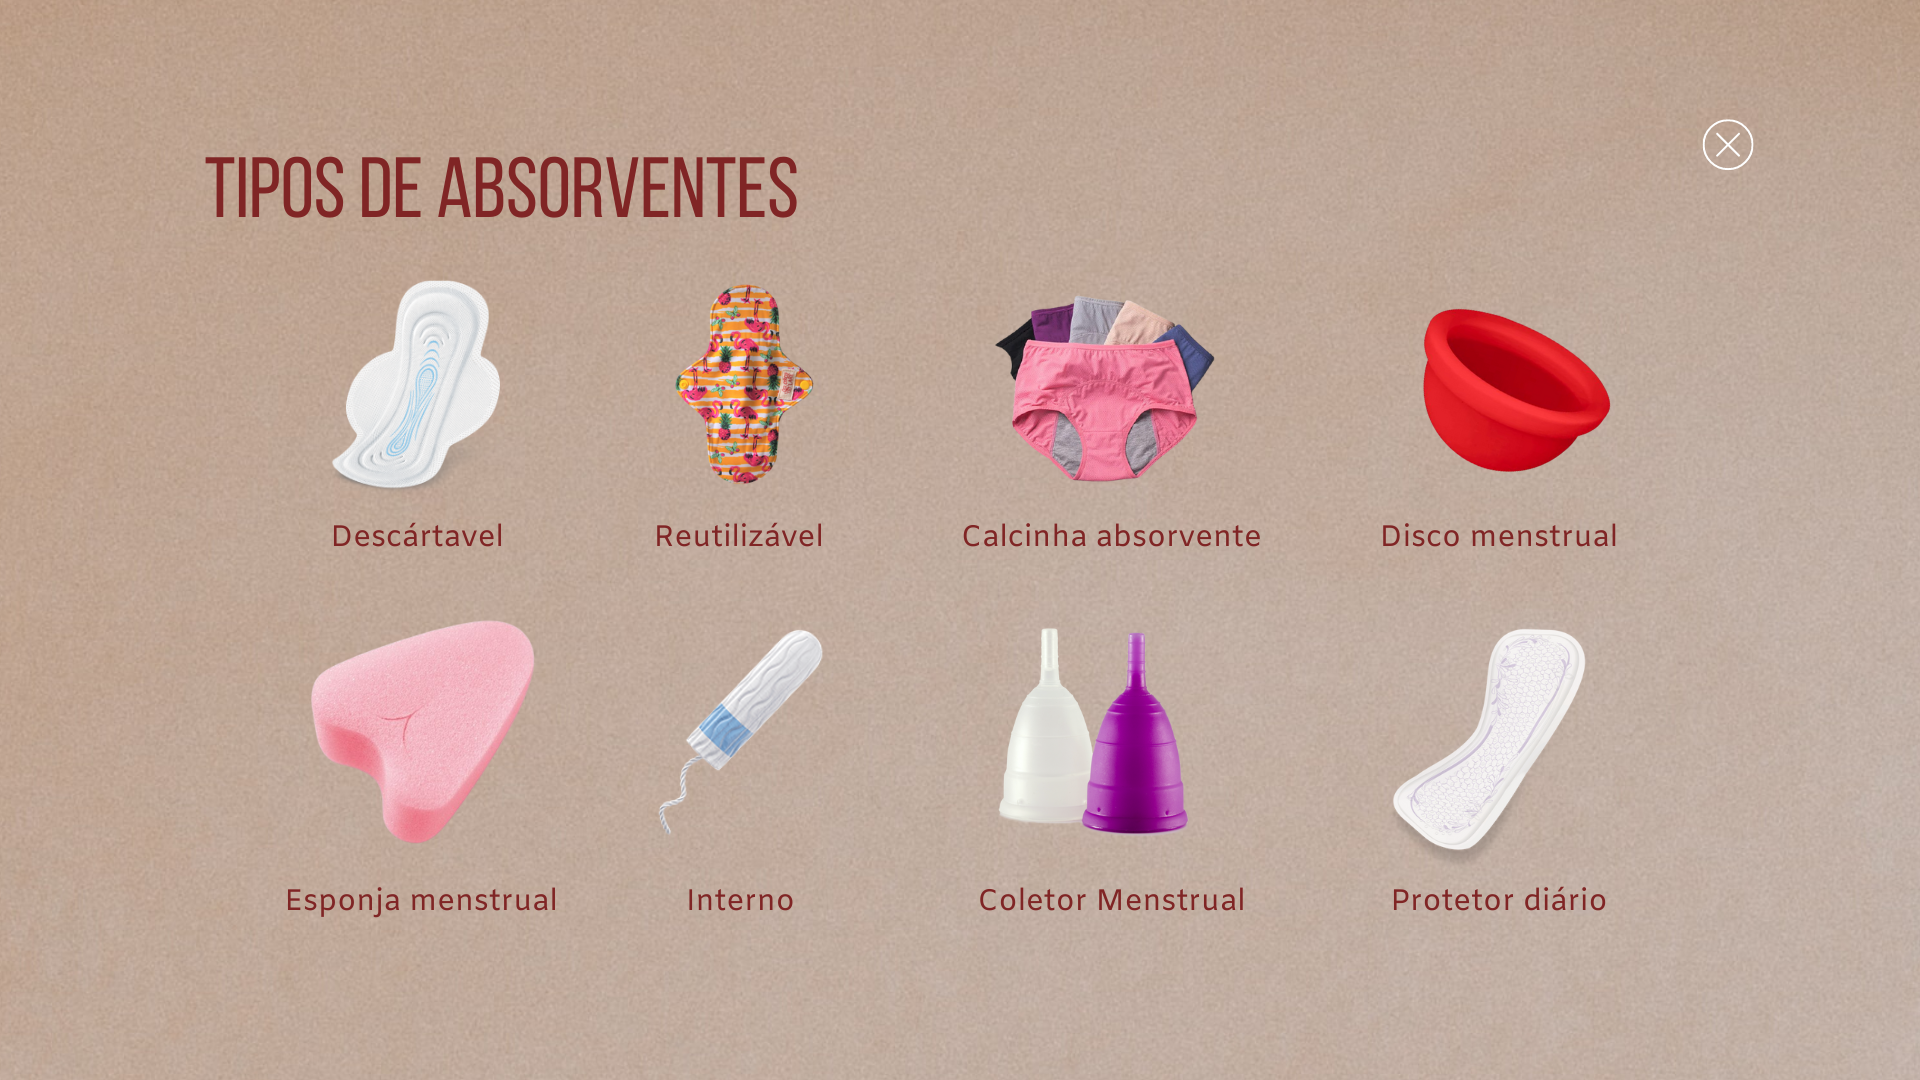 TIPOS DE ABSORVENTES
Descártavel
Reutilizável
Calcinha absorvente
Disco menstrual
Esponja menstrual
Interno
Coletor Menstrual
Protetor diário